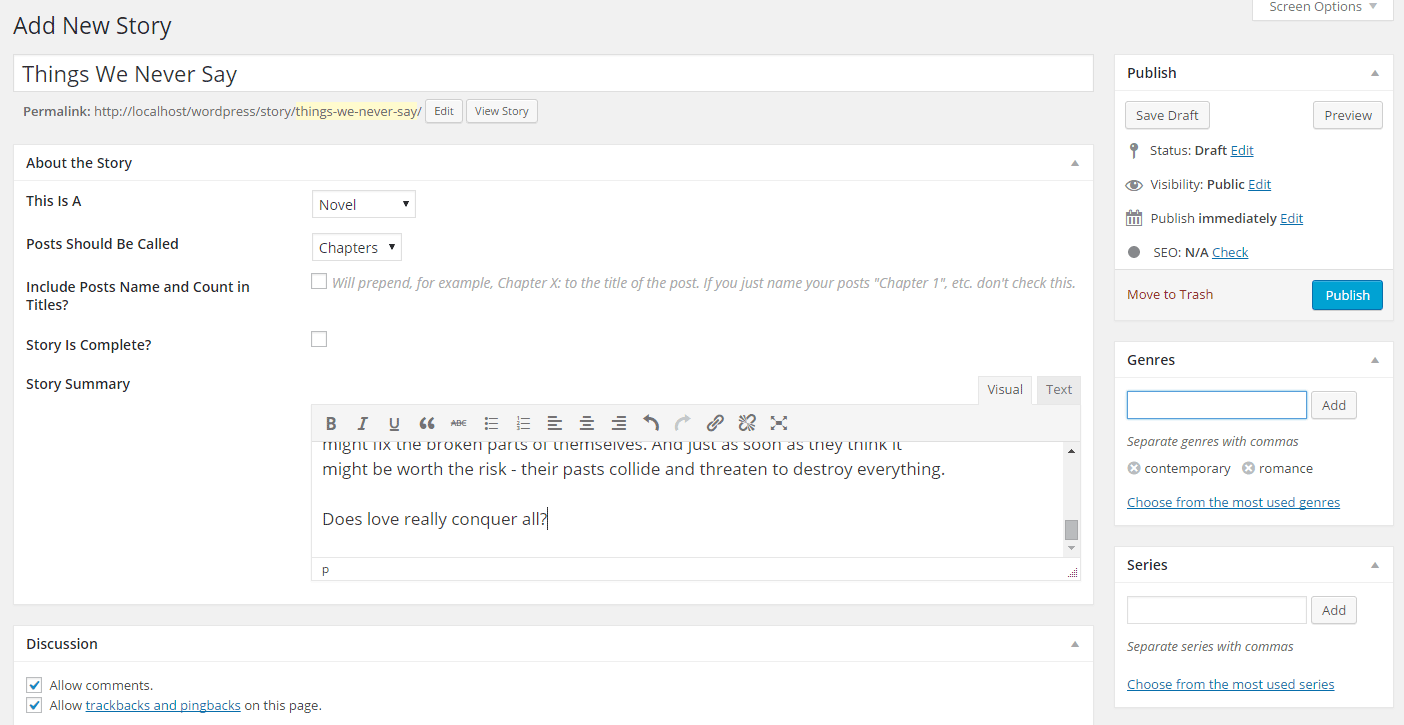 Screen Options
Add New Story
Things We Never Say
Permalink: http://localhost/wordpress/story/things-we-never-say/ Edit View Story
About the Story
This Is A
Novel
Posts Should Be Called
Chapters
Include Posts Name and Count in
Titles?
Will prepend, for example, Chapter X: to the title of the post. If you just name your posts "Chapter 1", etc. don't check this.
Story Is Complete?
Story Summary
Visual Text
B I U ABC
might fix the broken parts of themselves. And just as soon as they think it
might be worth the risk - their pasts collide and threaten to destroy everything.
Does love really conquer all?
p
Discussion
Allow comments.
Allow trackbacks and pingbacks on this page.
Publish
Save Draft Preview
Status: Draft Edit
Visibility: Public Edit
Publish immediately Edit
SEO: N/A Check
Move to Trash Publish
Genres
Add
Separate genres with commas
contemporary romance
Choose from the most used genres
Series
Add
Separate series with commas
Choose from the most used series